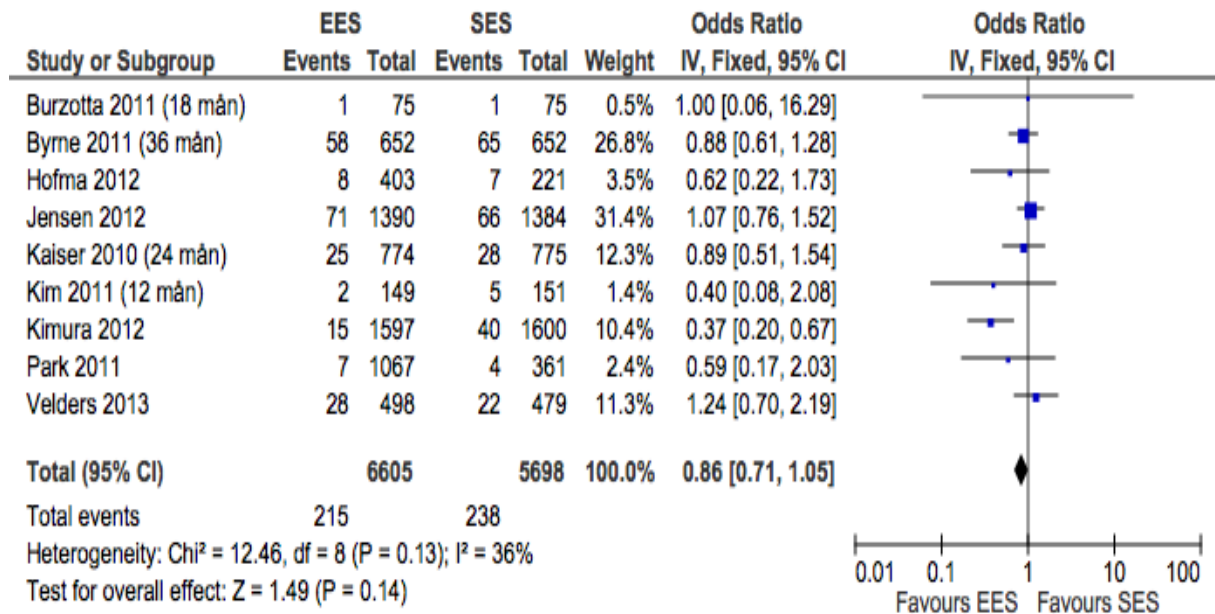 EES SES Odds Ratio Odds Ratio
Study or Subgroup Events Total Events Total Weight IV, Fixed, 95% CI IV, Fixed, 95% CI
Burzotta 2011 (18 mån) 1 75 1 75 0.5% 1.00 [0.06, 16.29]
Byrne 2011 (36 mån) 58 652 65 652 26.8% 0.88 [0.61, 1.28]
Hofma 2012 8 403 7 221 3.5% 0.62 [0.22, 1.73]
Jensen 2012 71 1390 66 1384 31.4% 1.07 [0.76, 1.52]
Kaiser 2010 (24 mån) 25 774 28 775 12.3% 0.89 [0.51, 1.54]
Kim 2011 (12 mån) 2 149 5 151 1.4% 0.40 [0.08, 2.08]
Kimura 2012 15 1597 40 1600 10.4% 0.37 [0.20, 0.67]
Park 2011 7 1067 4 361 2.4% 0.59 [0.17, 2.03]
Velders 2013 28 498 22 479 11.3% 1.24 [0.70, 2.19]
Total (95% CI) 6605 5698 100.0% 0.86 [0.71, 1.05]
Total events 215 238
Heterogeneity: Chi² = 12.46, df = 8 (P = 0.13); I² = 36%
Test for overall effect: Z = 1.49 (P = 0.14)
0.01 0.1 1 10 100
Favours EES Favours SES